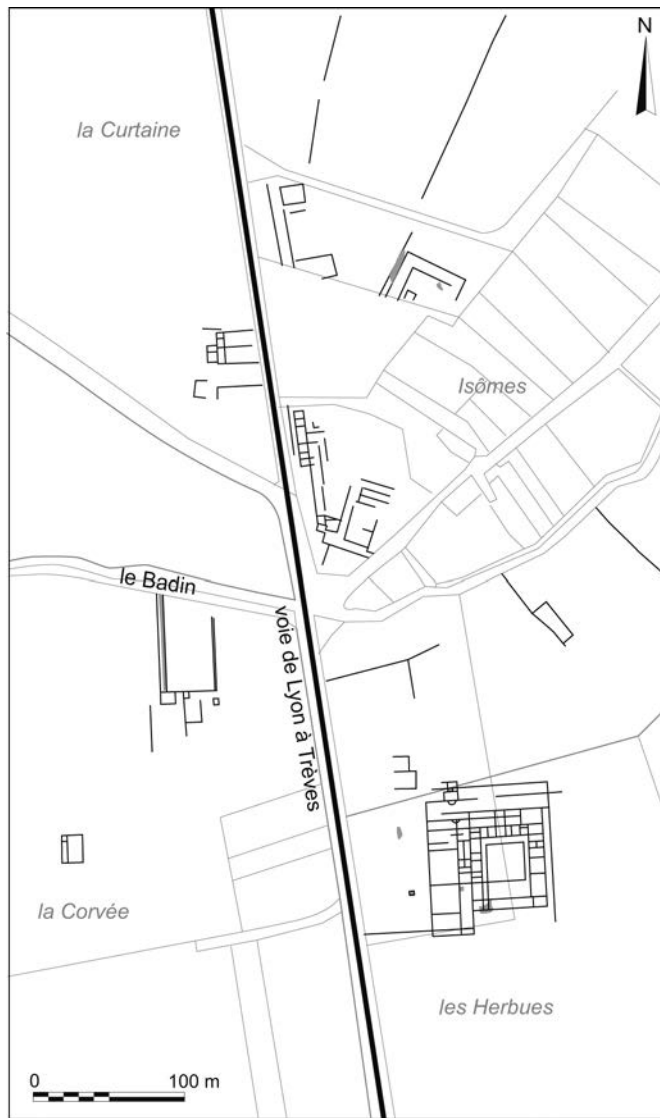 N
la Curtaine
Isômes
le Badin
voie de Lyon à Trèves
la Corvée
les Herbues
0 100 m